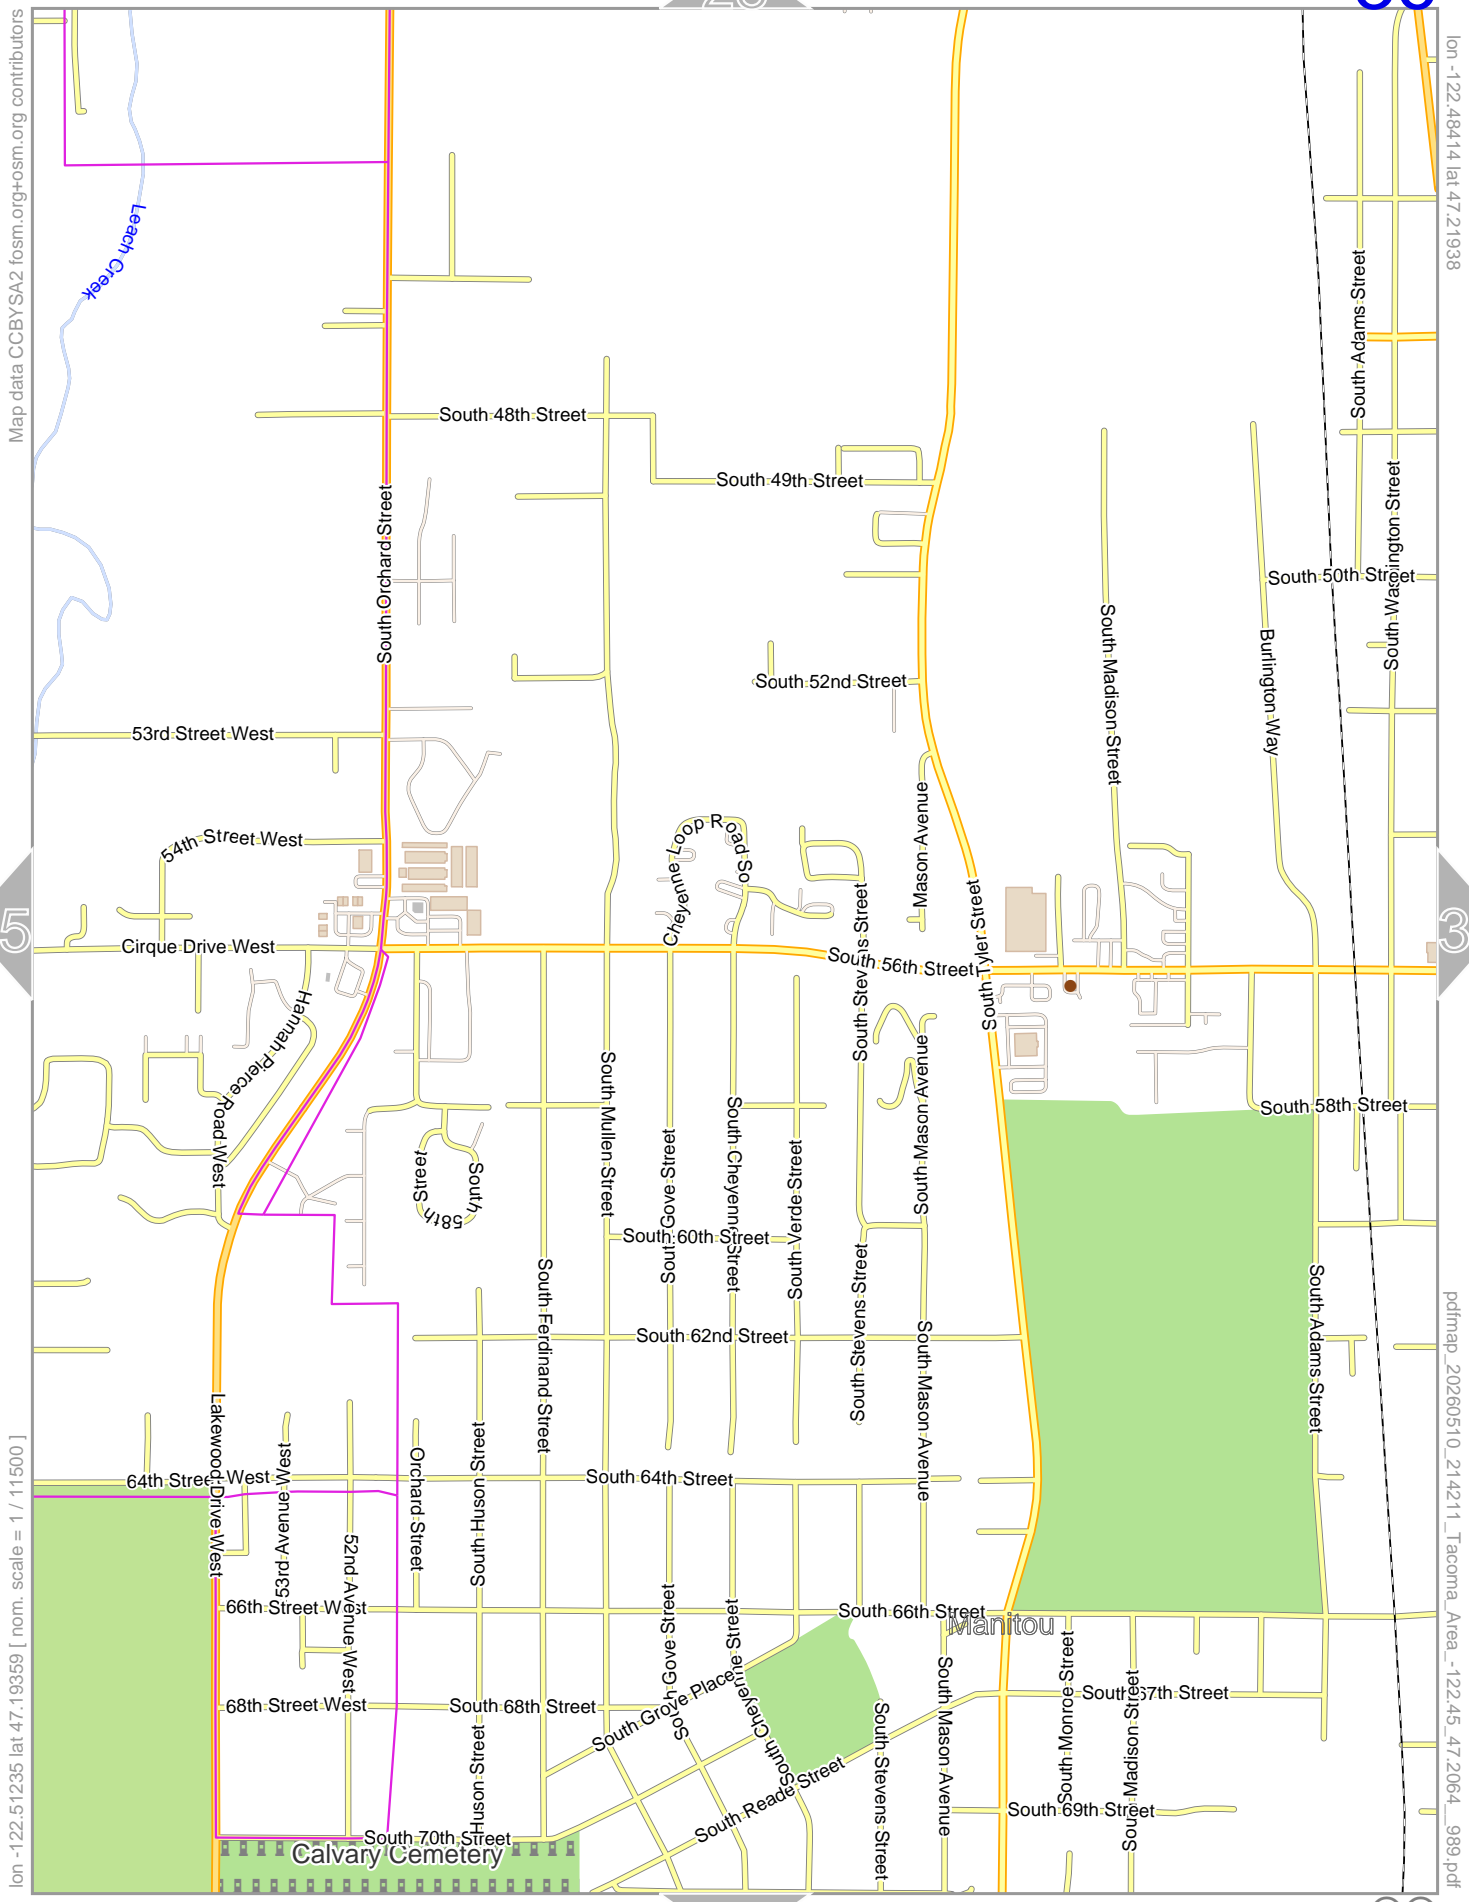 Map data CCBYSA2 fosm.org+osm.org contributors
lon -122.48414 lat 47.21938
Leach Creek
South Adams Street
South 48th Street
South 49th Street
South Orchard Street
South Washington Street
South 50th Street
South Madison Street
Burlington Way
South 52nd Street
53rd Street West
54th Street West
Cheyenne Loop Road So
Mason Avenue
South Stevens Street
South Tyler Street
5
3
Cirque Drive West
South 56th Street
Hannah Pierce Road West
South Mullen Street
South Gove Street
South Cheyenne Street
South Verde Street
South Mason Avenue
South 58th Street
South 58th Street
South 60th Street
South Ferdinand Street
South Stevens Street
South Adams Street
South 62nd Street
South Mason Avenue
Lakewood Drive West
53rd Avenue West
64th Street West
South 64th Street
Orchard Street
South Huson Street
52nd Avenue West
66th Street West
South 66th Street
Manitou
South Gove Street
South Cheyenne Street
South Grove Place
68th Street West
South 68th Street
South 67th Street
South Monroe Street
South Madison Street
South Mason Avenue
South Stevens Street
South Reade Street
Huson Street
South 69th Street
South 70th Street
Calvary Cemetery
lon -122.51235 lat 47.19359 [ nom. scale = 1 / 11500 ]
pdfmap_20260510_214211_Tacoma_Area_-122.45_47.2064__989.pdf